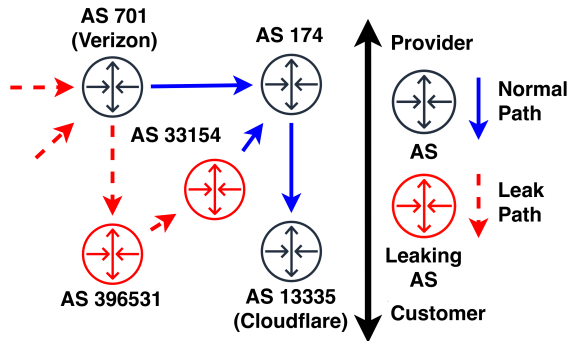 AS 701
(Verizon)
AS 174
Provider
Normal
Path
AS 33154
AS
Leak
Path
Leaking
AS
AS 396531
AS 13335
(Cloudflare)
Customer